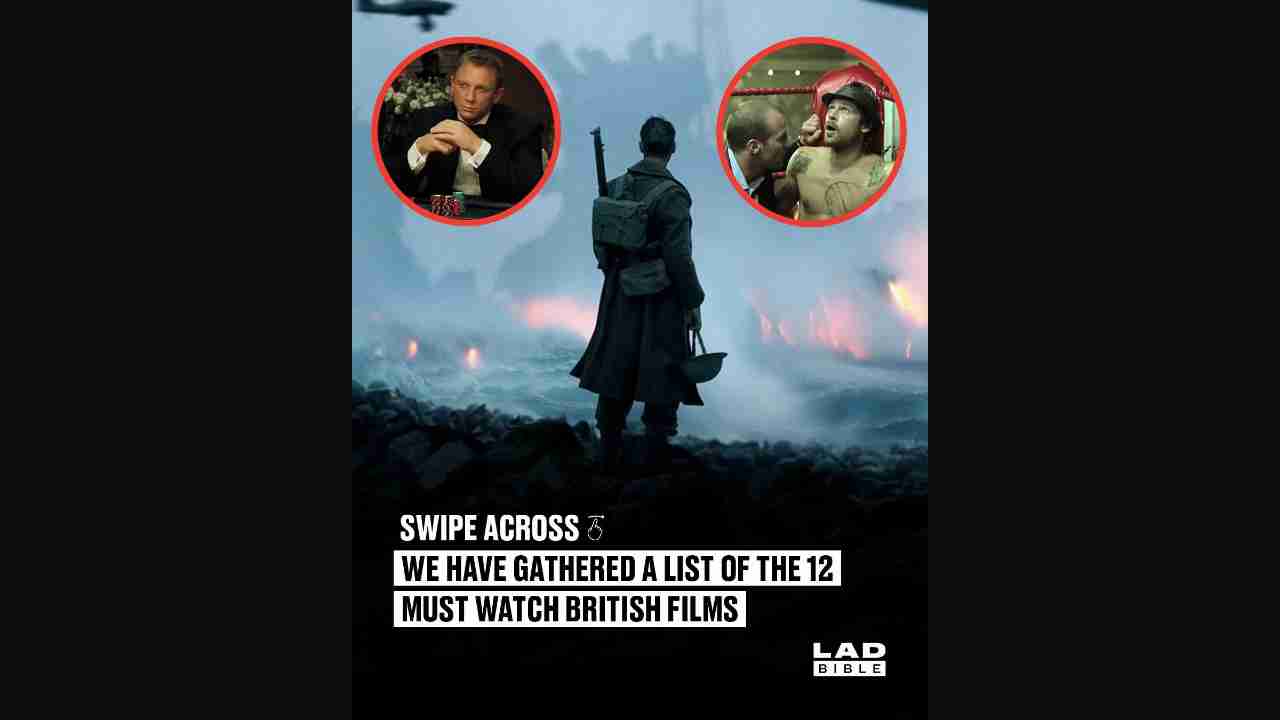 SWIPE ACROSS
WE HAVE GATHERED A LIST OF THE 12
MUST WATCH BRITISH FILMS
LAD
BIBLE